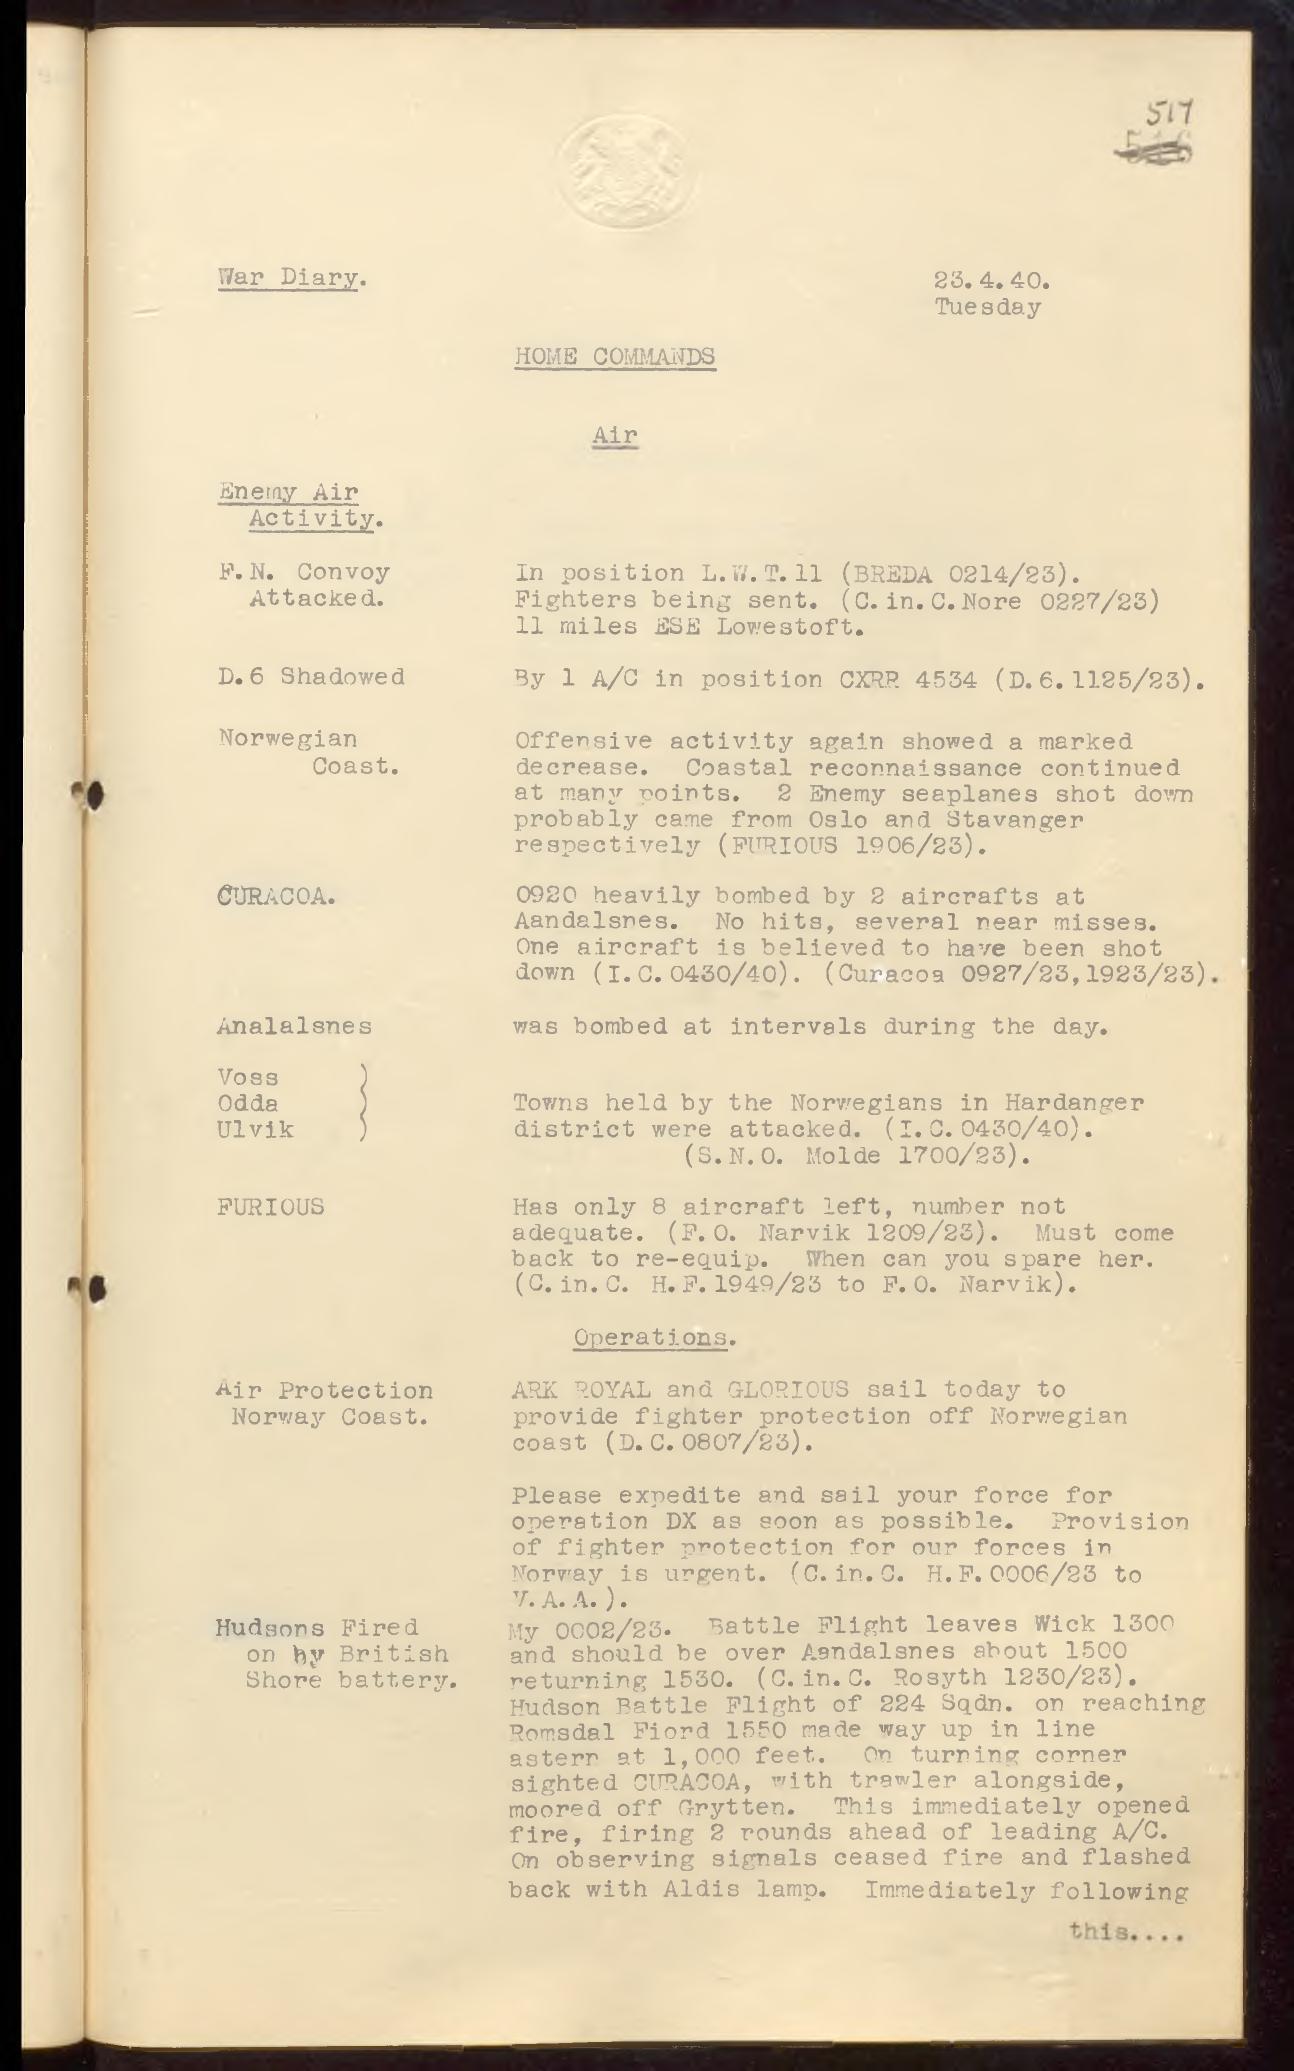 517
War Diary.
23.4.40.
Tuesday
HOME COMMANDS
Air
Enemy Air
Activity.
F.N. Convoy
Attacked.
In position L.W.T.11 (BREDA 0214/23).
Fighters being sent. (C.in.C.Nore 0227/23)
11 miles ESE Lowestoft.
D.6 Shadowed
By 1 A/C in position CXRR 4534 (D.6.1125/23).
Norwegian
Coast.
Offensive activity again showed a marked
decrease. Coastal reconnaissance continued
at many points. 2 Enemy seaplanes shot down
probably came from Oslo and Stavanger
respectively (FURIOUS 1906/23).
CURACOA.
0920 heavily bombed by 2 aircrafts at
Aandalsnes. No hits, several near misses.
One aircraft is believed to have been shot
down (I.C.0430/40). (Curacoa 0927/23,1923/23).
Analalsnes
was bombed at intervals during the day.
Voss )
Odda )
Ulvik )
Towns held by the Norwegians in Hardanger
district were attacked. (I.C.0430/40).
(S.N.O. Molde 1700/23).
FURIOUS
Has only 8 aircraft left, number not
adequate. (F.O. Narvik 1209/23). Must come
back to re-equip. When can you spare her.
(C.in.C. H.F.1949/23 to F.O. Narvik).
Operations.
Air Protection
Norway Coast.
ARK ROYAL and GLORIOUS sail today to
provide fighter protection off Norwegian
coast (D.C.0807/23).
Please expedite and sail your force for
operation DX as soon as possible. Provision
of fighter protection for our forces in
Norway is urgent. (C.in.C. H.F.0006/23 to
V.A.A.).
Hudsons Fired
on by British
Shore battery.
My 0002/23. Battle Flight leaves Wick 1300
and should be over Aandalsnes about 1500
returning 1530. (C.in.C. Rosyth 1230/23).
Hudson Battle Flight of 224 Sqdn. on reaching
Romsdal Fiord 1550 made way up in line
astern at 1,000 feet. On turning corner
sighted CURACOA, with trawler alongside,
moored off Grytten. This immediately opened
fire, firing 2 rounds ahead of leading A/C.
On observing signals ceased fire and flashed
back with Aldis lamp. Immediately following
this....